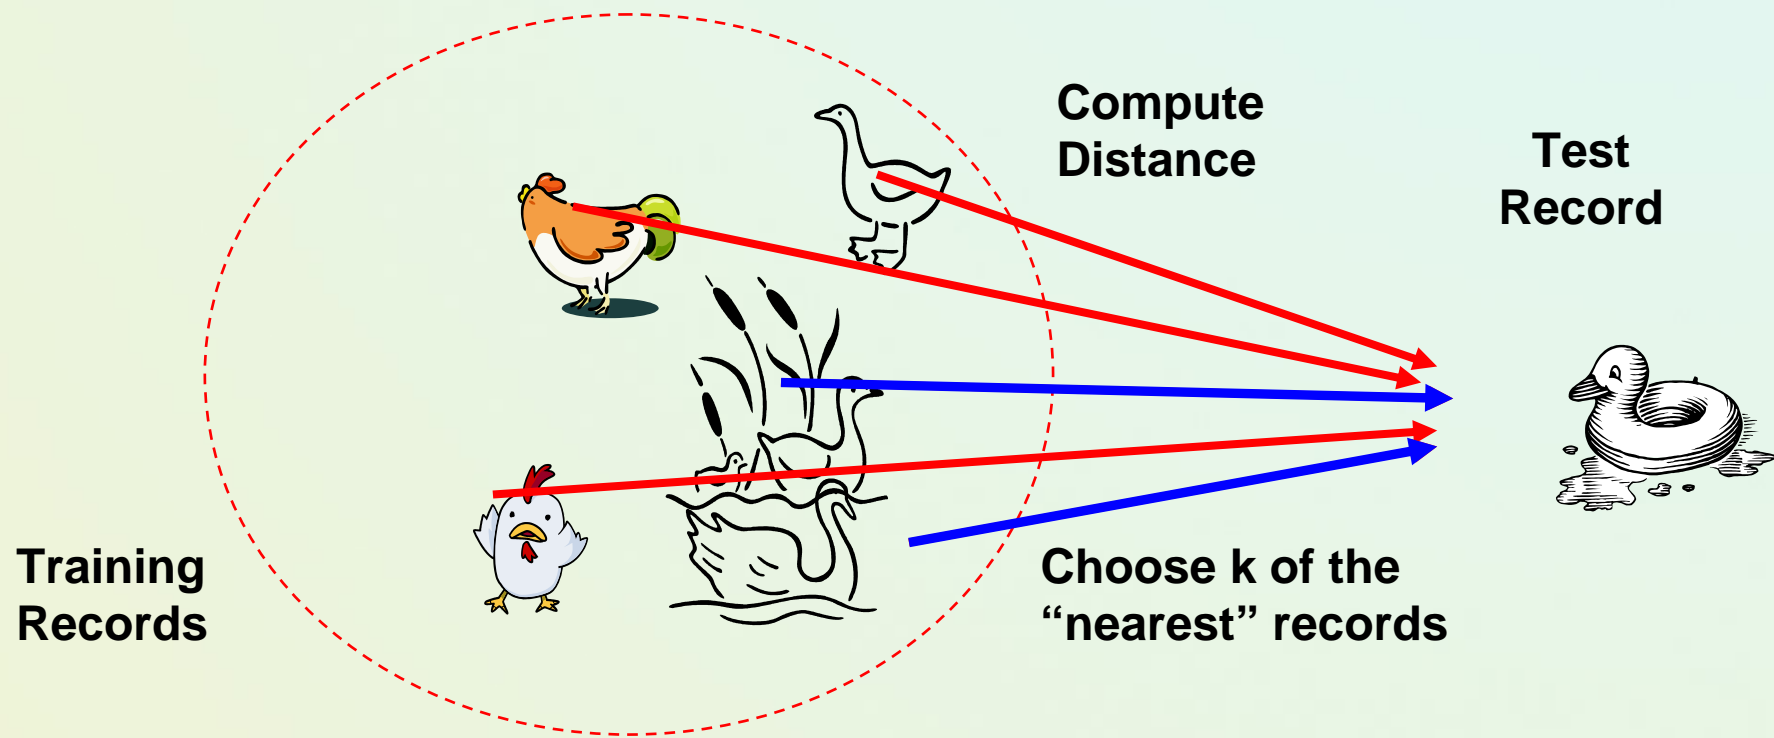 Compute
Distance
Test
Record
Training
Records
Choose k of the
“nearest” records